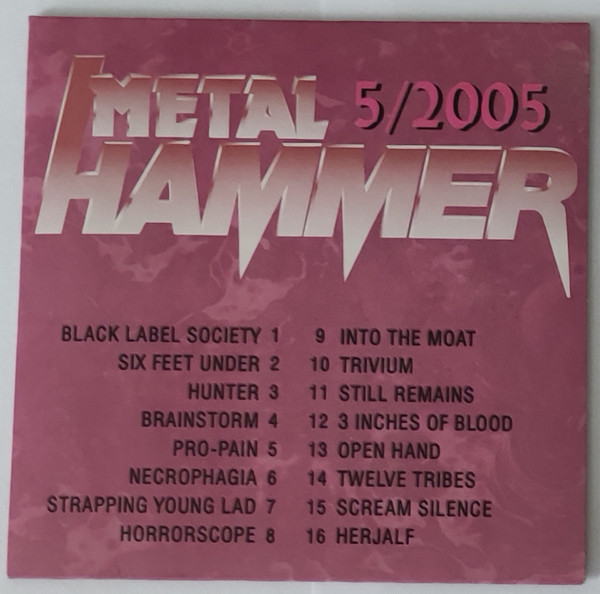 METAL 5/2005
HAMMER
BLACK LABEL SOCIETY 1
SIX FEET UNDER 2
HUNTER 3
BRAINSTORM 4
PRO-PAIN 5
NECROPHAGIA 6
STRAPPING YOUNG LAD 7
HORRORSCOPE 8
9 INTO THE MOAT
10 TRIVIUM
11 STILL REMAINS
12 3 INCHES OF BLOOD
13 OPEN HAND
14 TWELVE TRIBES
15 SCREAM SILENCE
16 HERJALF